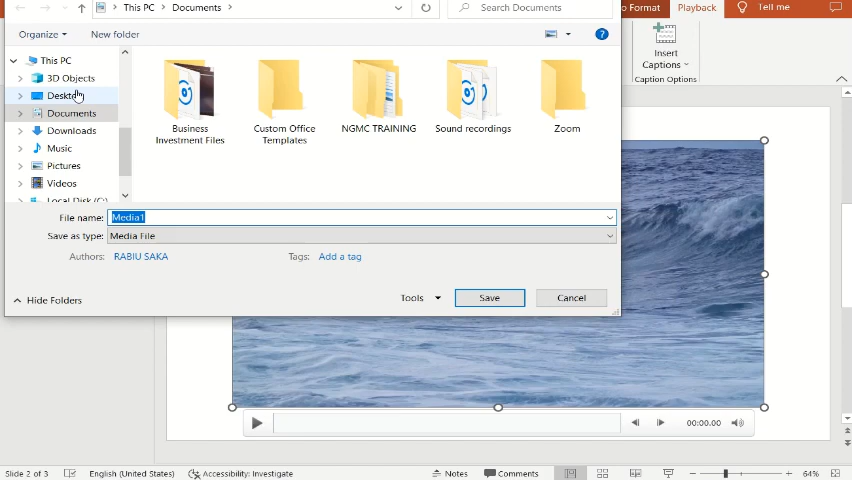 This PC > Documents >
Search Documents
o Format
Playback
Tell me
Organize
New folder
Insert
Captions
Caption Options
This PC
3D Objects
Desktop
Documents
Downloads
Music
Pictures
Videos
Local Disk (C:)
Business
Investment Files
Custom Office
Templates
NGMC TRAINING
Sound recordings
Zoom
File name: Media1
Save as type: Media File
Authors: RABIU SAKA
Tags: Add a tag
Hide Folders
Tools
Save
Cancel
00:00.00
Slide 2 of 3
English (United States)
Accessibility: Investigate
Notes
Comments
64%